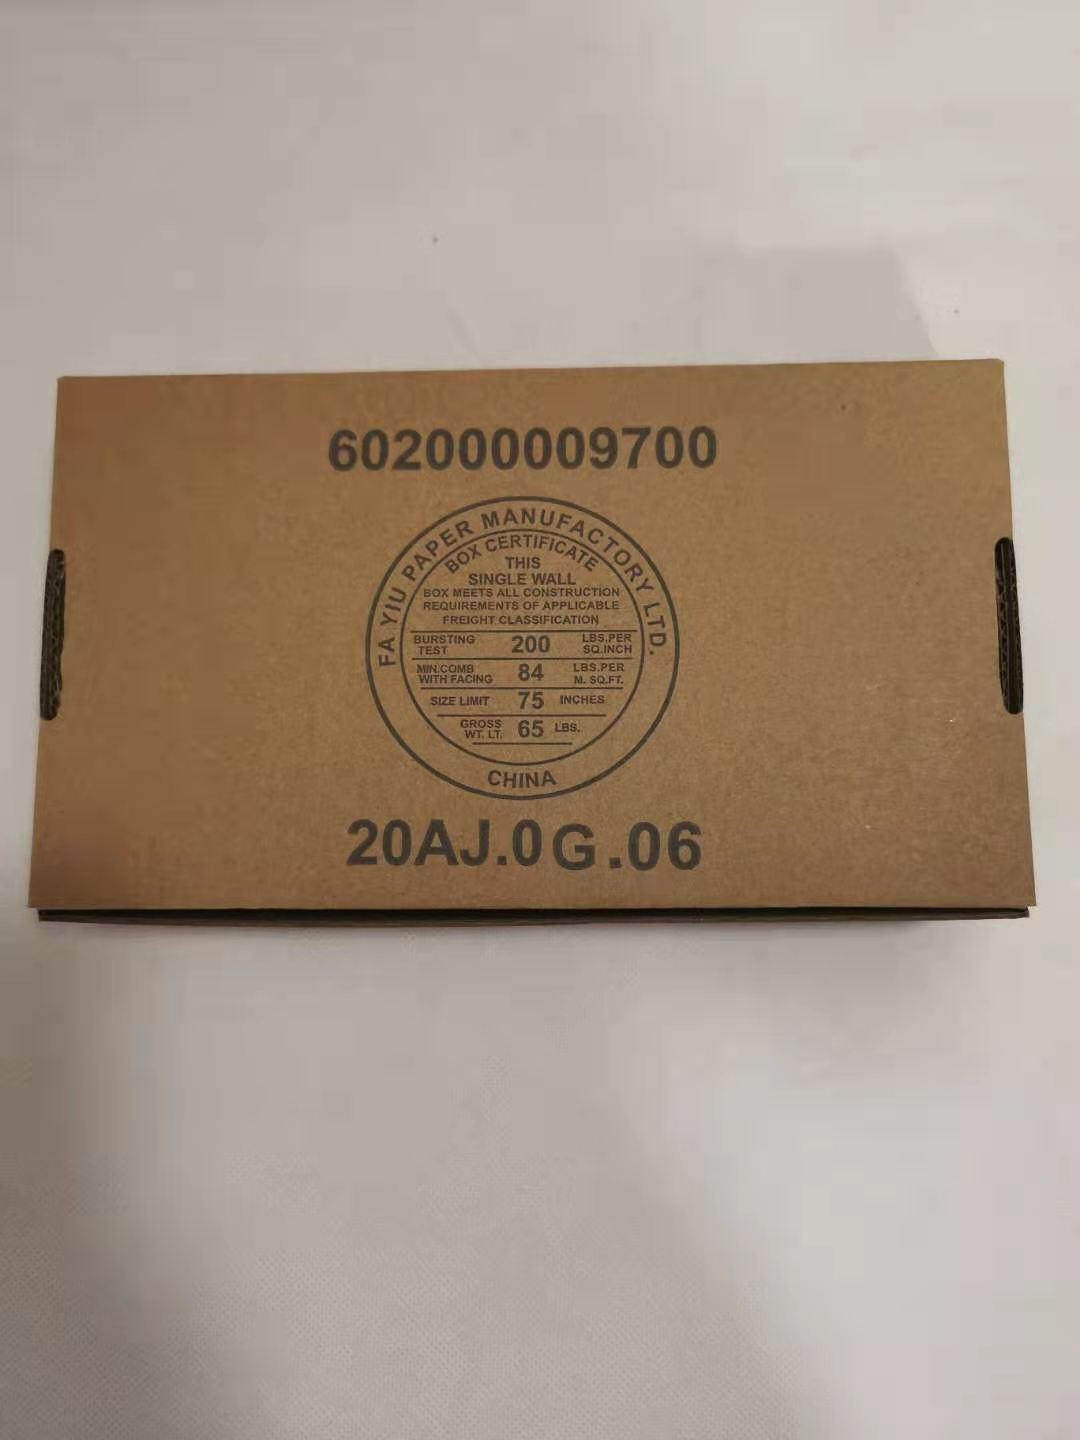 602000009700
FA YIU PAPER MANUFACTORY LTD.
BOX CERTIFICATE
THIS
SINGLE WALL
BOX MEETS ALL CONSTRUCTION
REQUIREMENTS OF APPLICABLE
FREIGHT CLASSIFICATION
BURSTING TEST 200 LBS.PER SQ.INCH
MIN.COMB WITH FACING 84 LBS.PER M. SQ.FT.
SIZE LIMIT 75 INCHES
GROSS WT. LT. 65 LBS.
CHINA
20AJ.0G.06